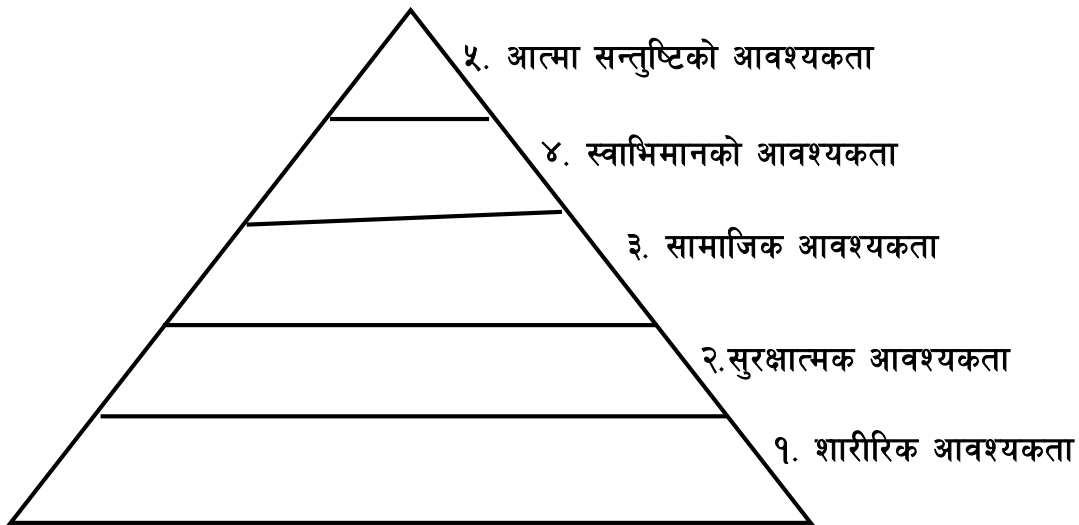 ५. आत्मा सन्तुष्टिको आवश्यकता
४. स्वाभिमानको आवश्यकता
३. सामाजिक आवश्यकता
२.सुरक्षात्मक आवश्यकता
१. शारीरिक आवश्यकता